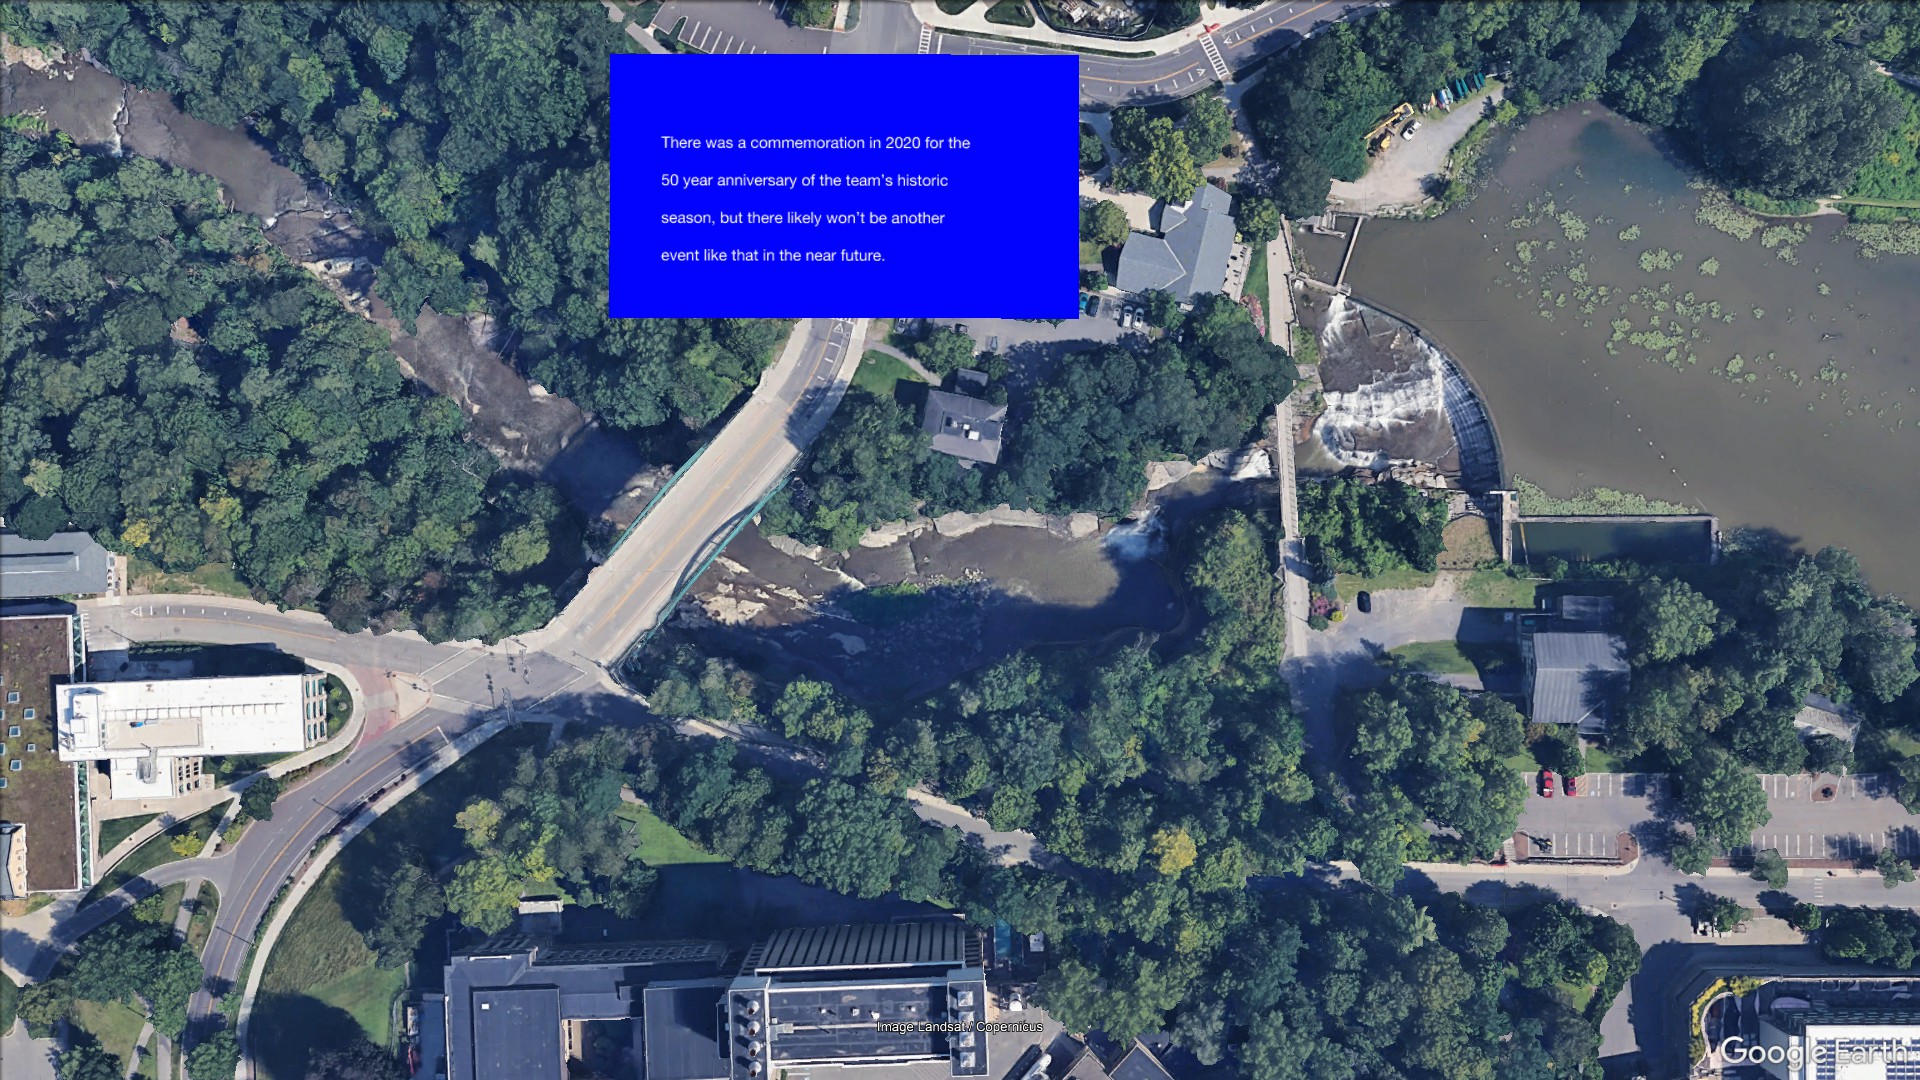 There was a commemoration in 2020 for the
50 year anniversary of the team’s historic
season, but there likely won’t be another
event like that in the near future.
Image Landsat / Copernicus
Google Earth